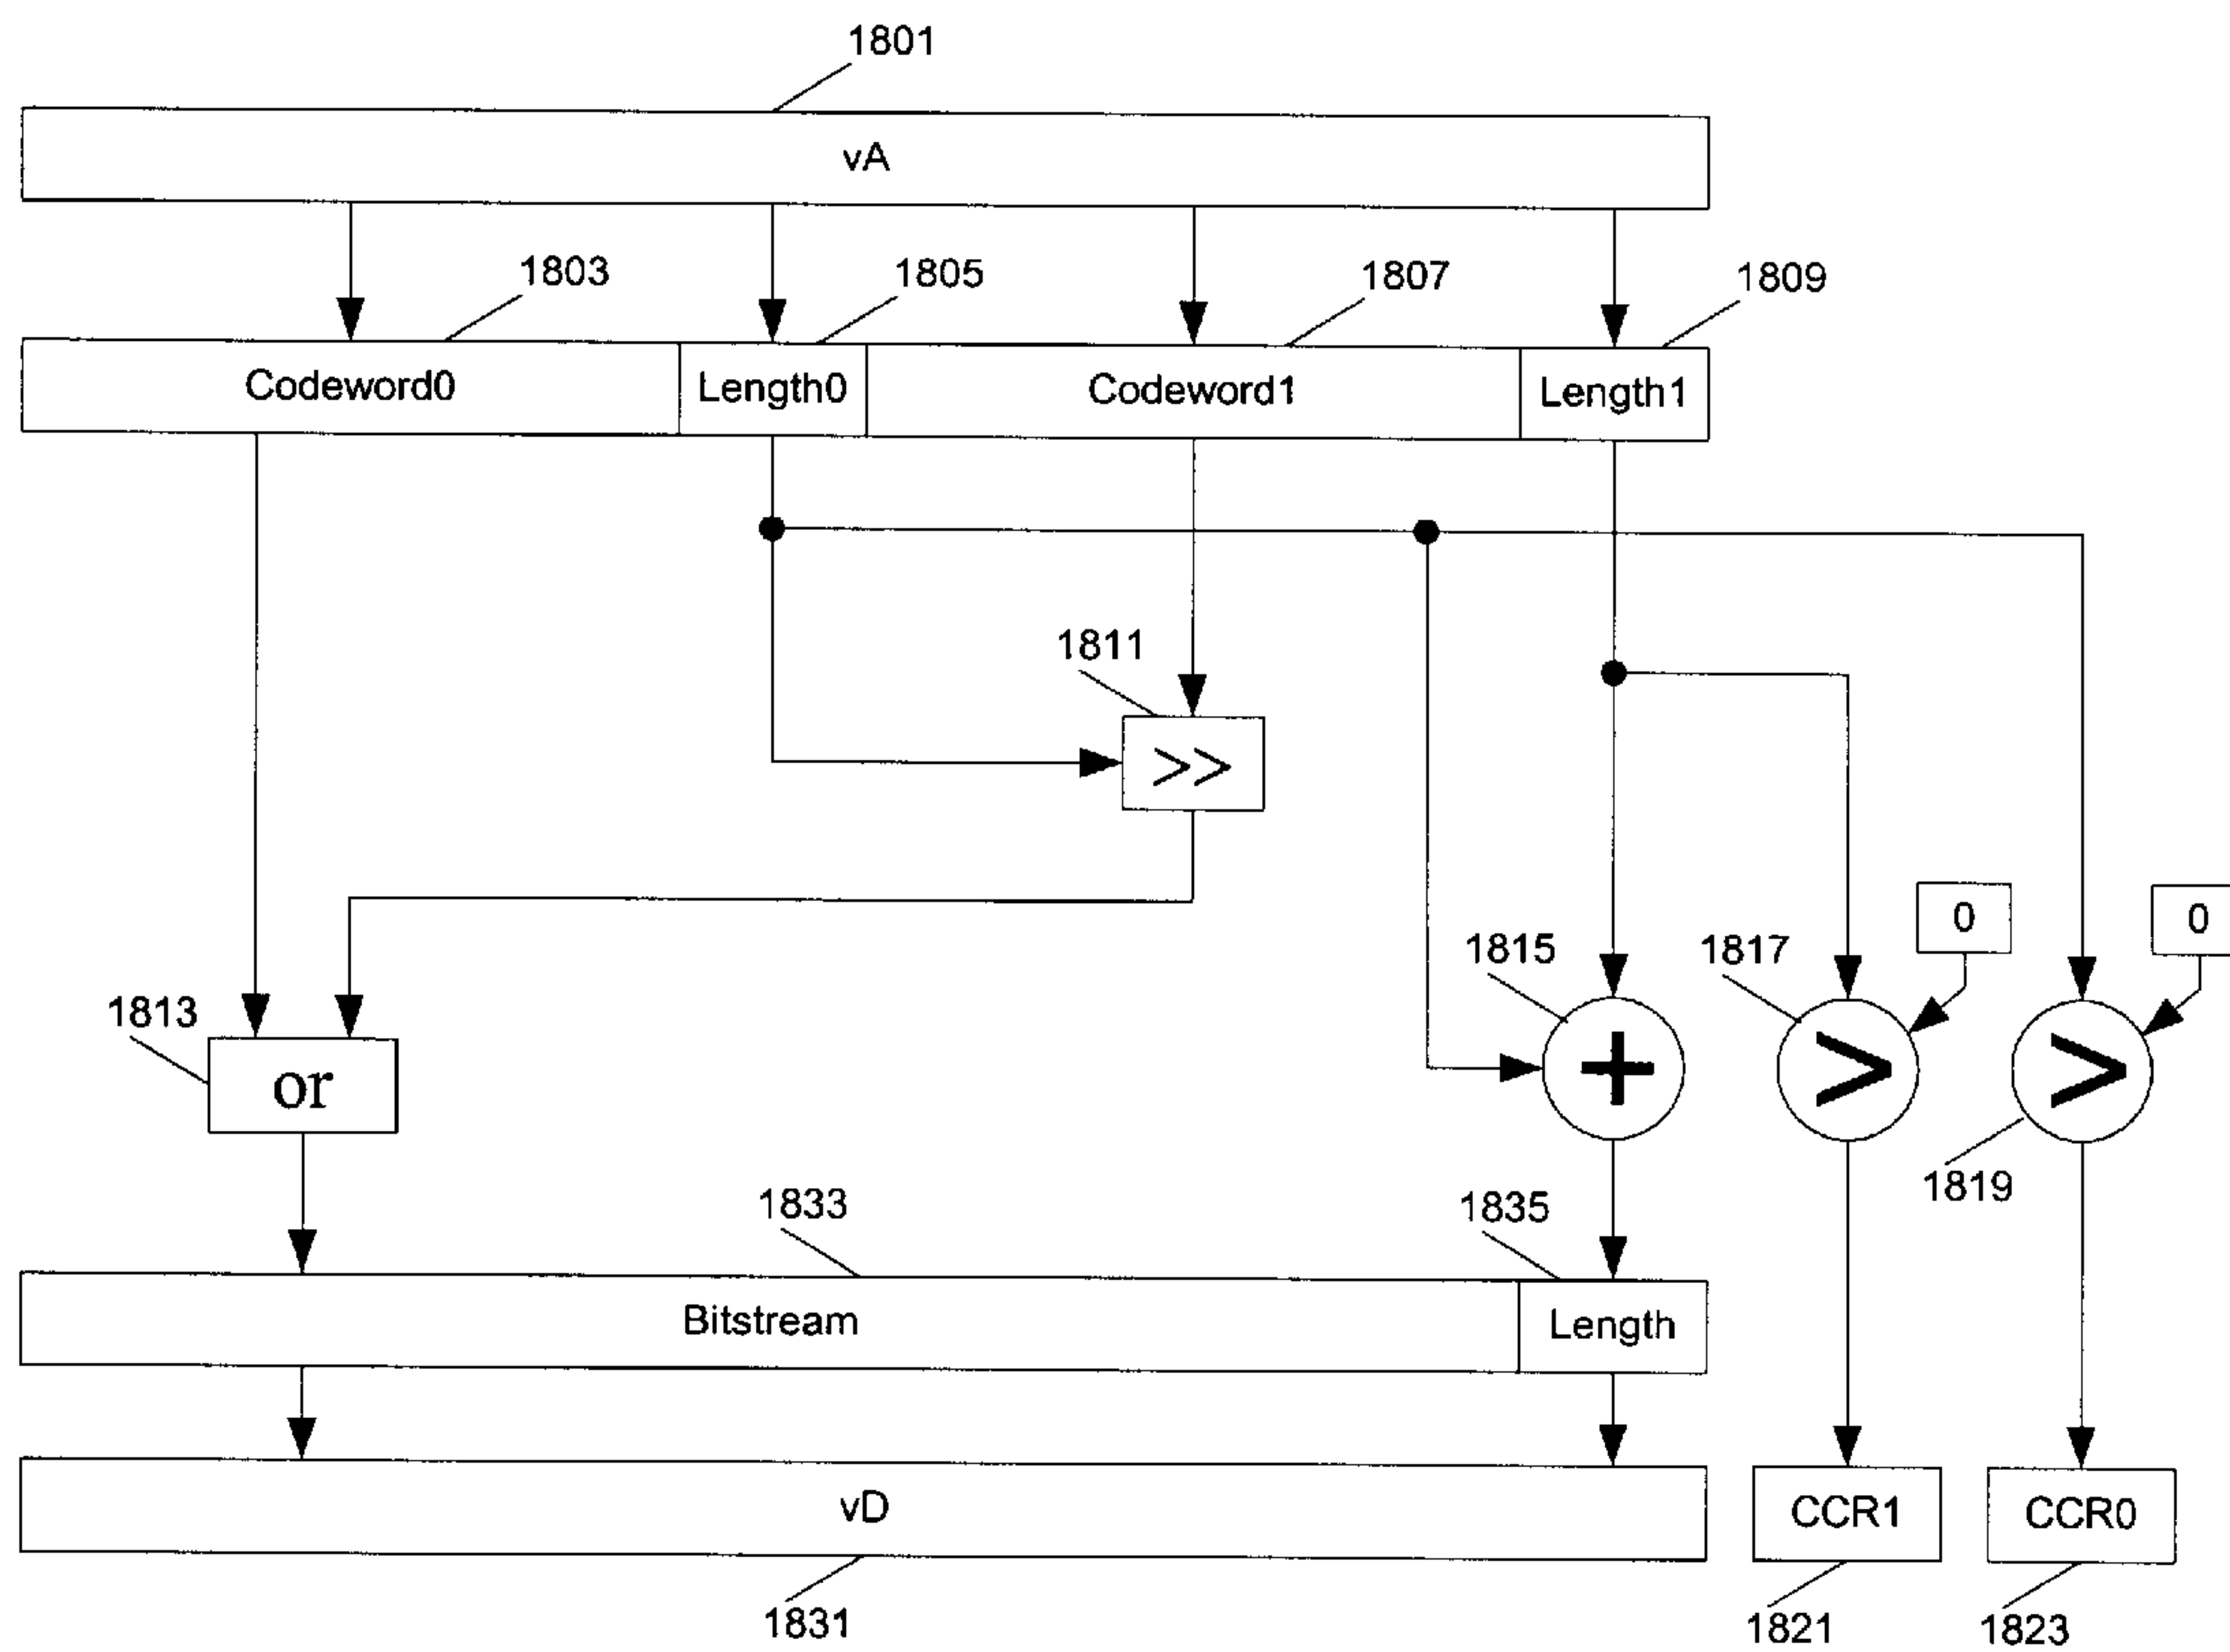 1801
vA
1803
1805
1807
1809
Codeword0
Length0
Codeword1
Length1
1811
>>
0
0
1815
1817
1813
or
+
>
>
1819
1833
1835
Bitstream
Length
vD
CCR1
CCR0
1831
1821
1823